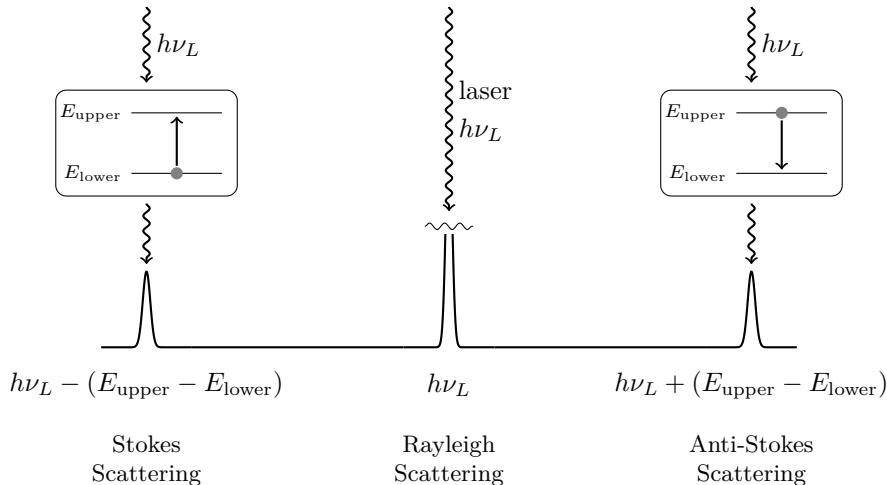 hν_L
hν_L
laser
hν_L
E_upper
E_lower
E_upper
E_lower
hν_L − (E_upper − E_lower)
hν_L
hν_L + (E_upper − E_lower)
Stokes
Scattering
Rayleigh
Scattering
Anti-Stokes
Scattering